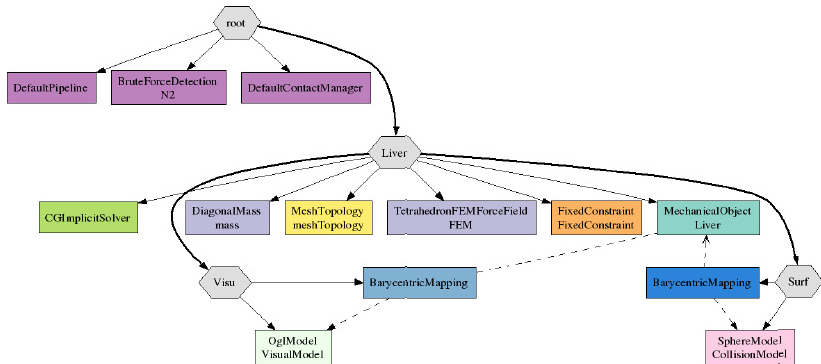 root
DefaultPipeline
BruteForceDetection
N2
DefaultContactManager
Liver
CGImplicitSolver
DiagonalMass
mass
MeshTopology
meshTopology
TetrahedronFEMForceField
FEM
FixedConstraint
FixedConstraint
MechanicalObject
Liver
Visu
BarycentricMapping
BarycentricMapping
Surf
OglModel
VisualModel
SphereModel
CollisionModel